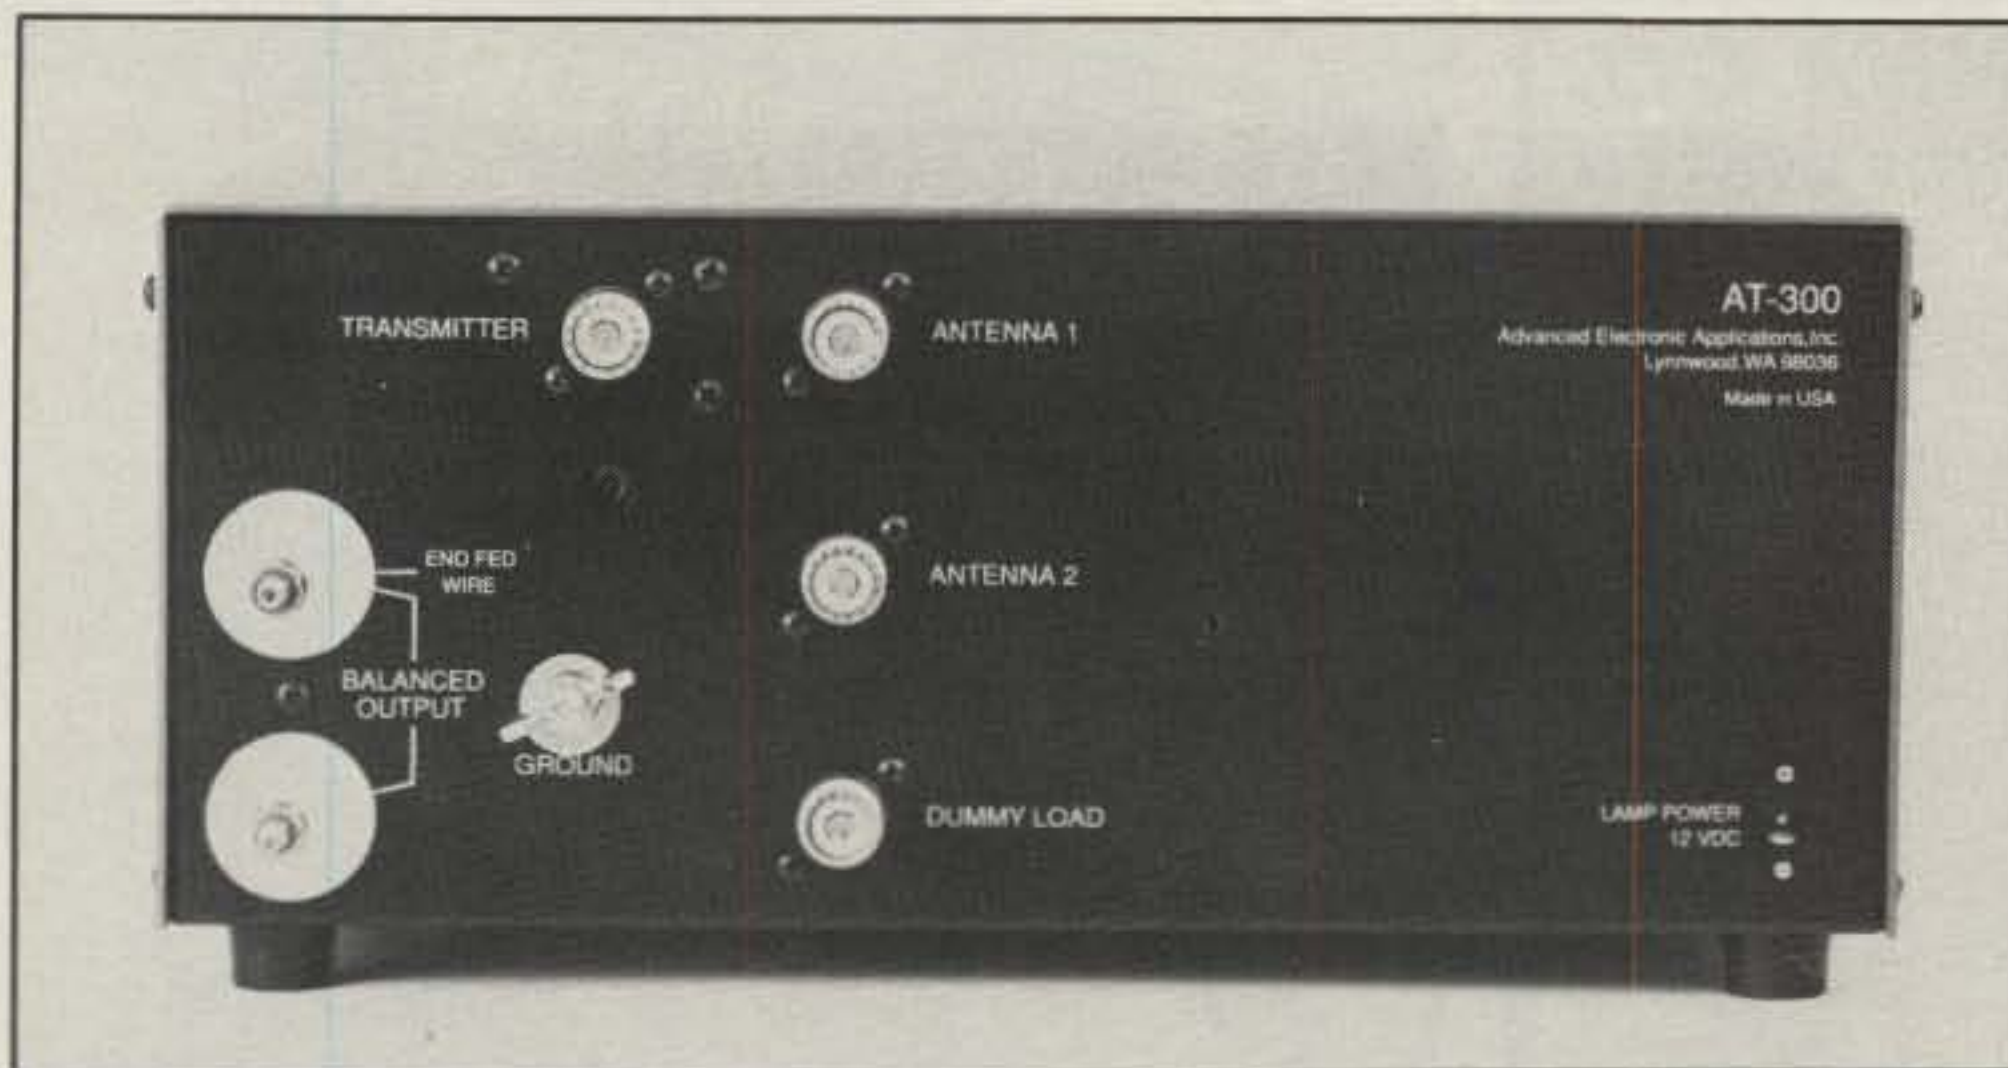 TRANSMITTER
ANTENNA 1
AT-300
Advanced Electronic Applications, Inc
Lynnwood, WA 98036
Made in USA
END FED
WIRE
ANTENNA 2
BALANCED
OUTPUT
GROUND
DUMMY LOAD
LAMP POWER
12 VDC